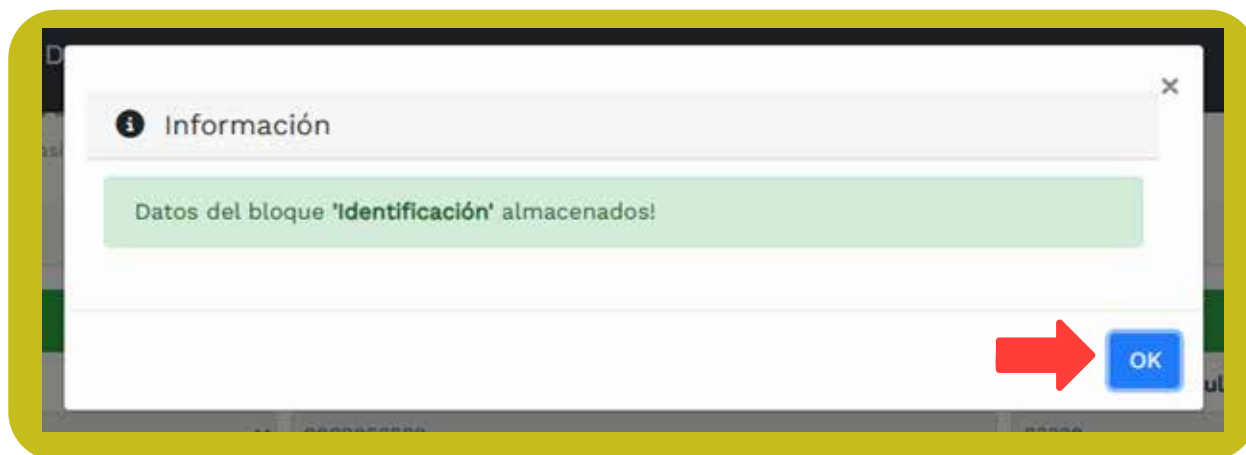 D
×
Información
Datos del bloque 'Identificación' almacenados!
OK